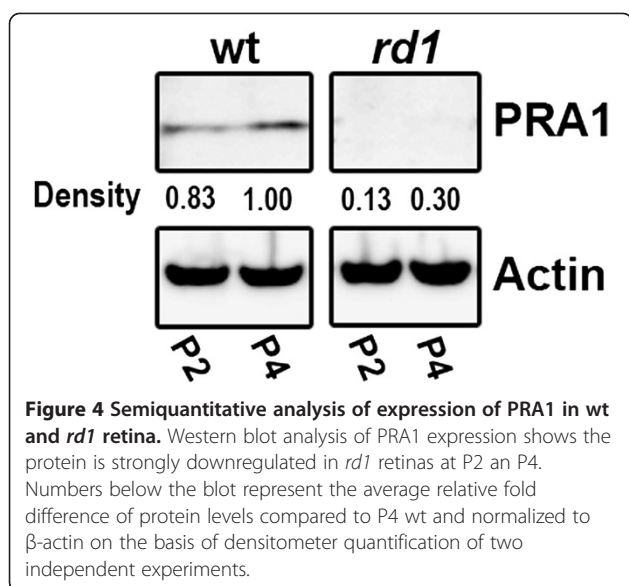 wt rd1
PRA1
Density 0.83 1.00 0.13 0.30
Actin
P2 P4 P2 P4
Figure 4 Semiquantitative analysis of expression of PRA1 in wt
and rd1 retina. Western blot analysis of PRA1 expression shows the
protein is strongly downregulated in rd1 retinas at P2 an P4.
Numbers below the blot represent the average relative fold
difference of protein levels compared to P4 wt and normalized to
β-actin on the basis of densitometer quantification of two
independent experiments.